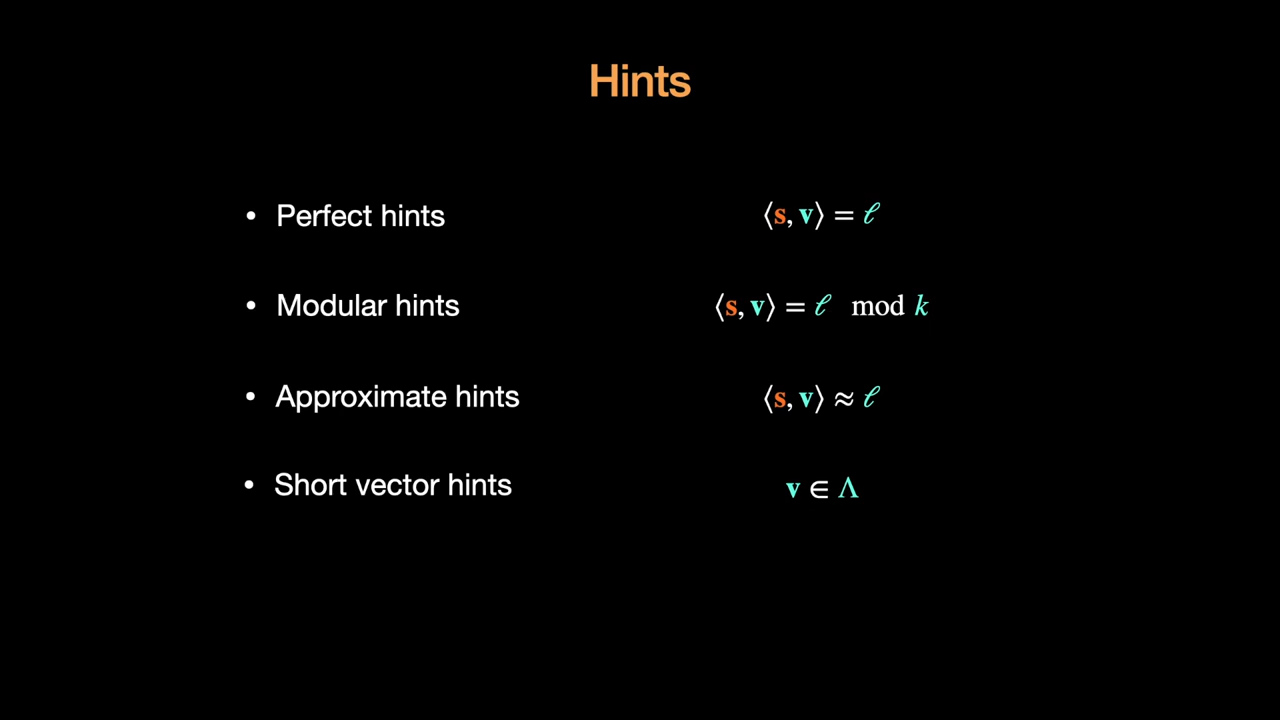 Hints
• Perfect hints ⟨s, v⟩ = ℓ
• Modular hints ⟨s, v⟩ = ℓ mod k
• Approximate hints ⟨s, v⟩ ≈ ℓ
• Short vector hints v ∈ Λ